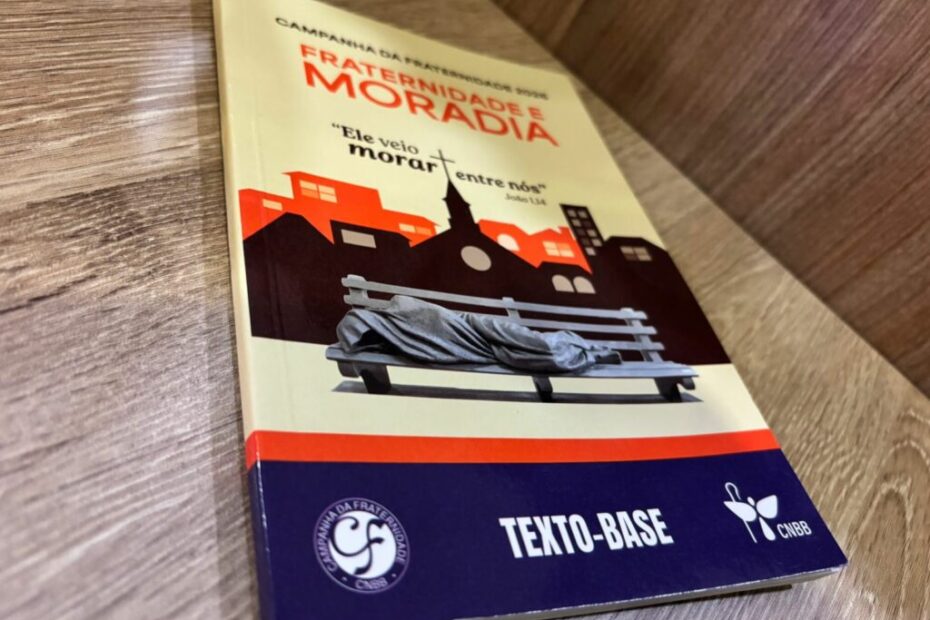 CAMPANHA DA FRATERNIDADE 2026
FRATERNIDADE E
MORADIA
"Ele veio
morar
entre nós"
João 1,14
CAMPANHA DA FRATERNIDADE
CF
CNBB
TEXTO-BASE
CNBB